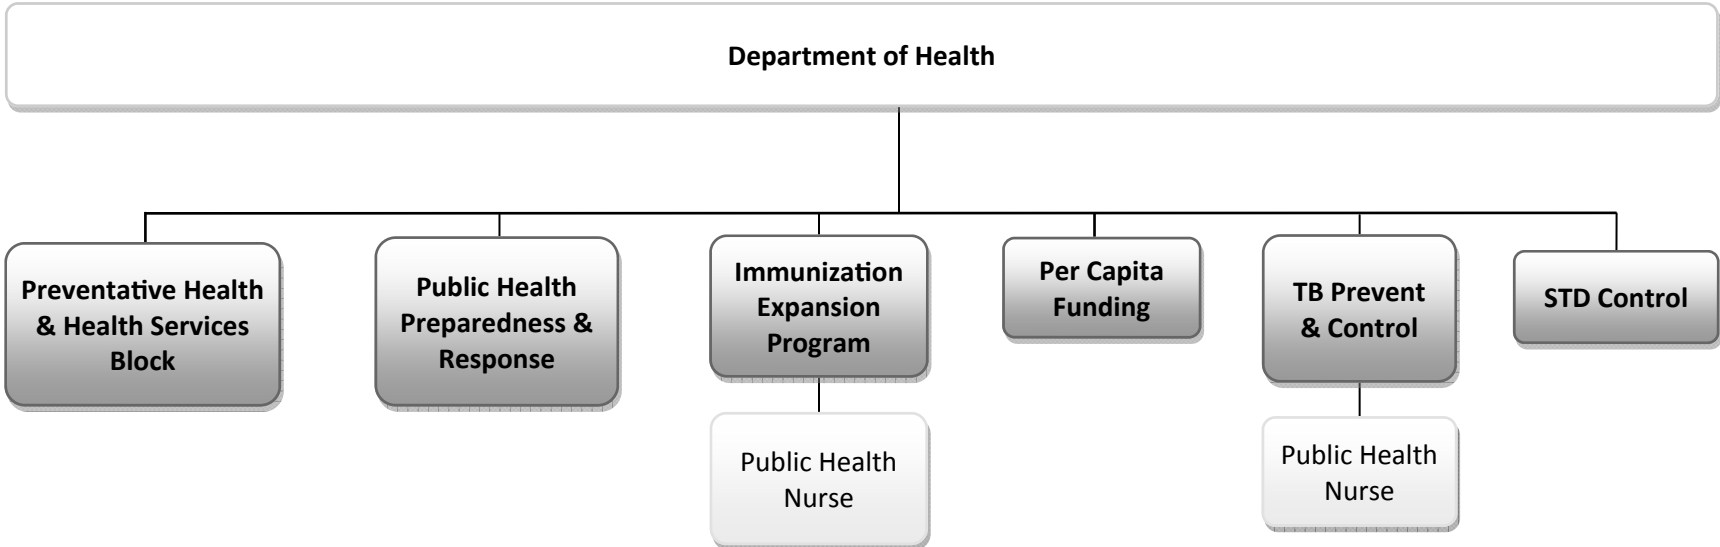 Department of Health
Preventative Health
& Health Services
Block
Public Health
Preparedness &
Response
Immunization
Expansion
Program
Per Capita
Funding
TB Prevent
& Control
STD Control
Public Health
Nurse
Public Health
Nurse